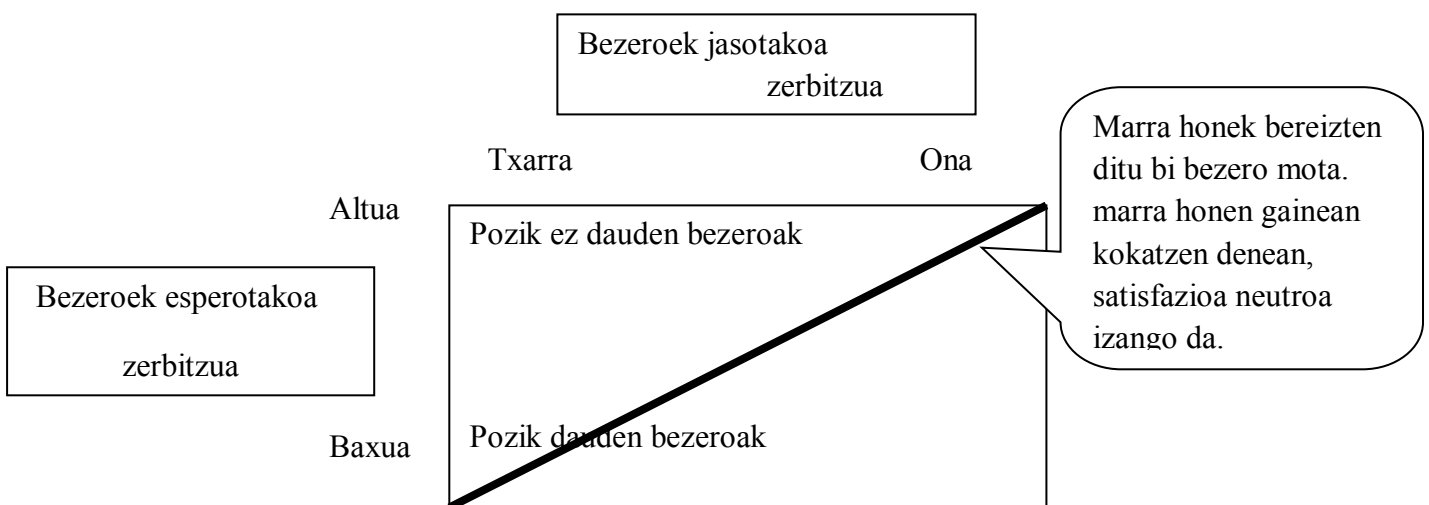 Bezeroek jasotakoa
zerbitzua
Txarra
Ona
Altua
Pozik ez dauden bezeroak
Bezeroek esperotakoa
zerbitzua
Baxua
Pozik dauden bezeroak
Marra honek bereizten
ditu bi bezero mota.
marra honen gainean
kokatzen denean,
satisfazioa neutroa
izango da.